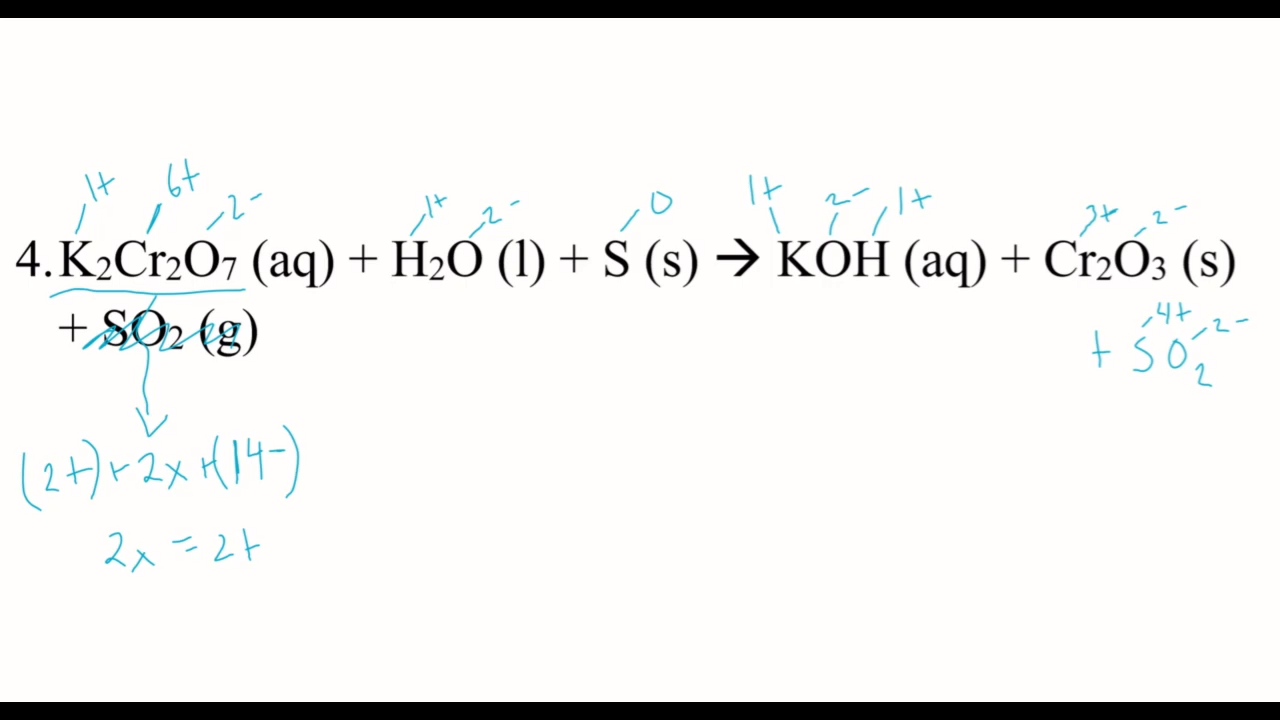 1+ 6+ 2- 1+ 2- 0 1+ 2- 1+ 3+ 2-
4. K₂Cr₂O₇ (aq) + H₂O (l) + S (s) → KOH (aq) + Cr₂O₃ (s)
+ SO₂ (g)
4+ 2-
+ SO₂
(2+) + 2x + (14-)
2x = 2+